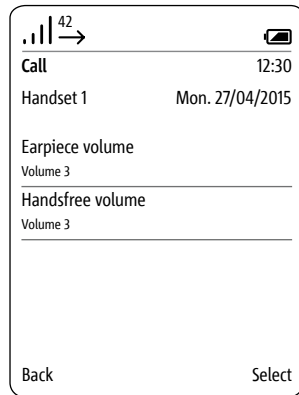 42
Call 12:30
Handset 1 Mon. 27/04/2015
Earpiece volume
Volume 3
Handsfree volume
Volume 3
Back Select